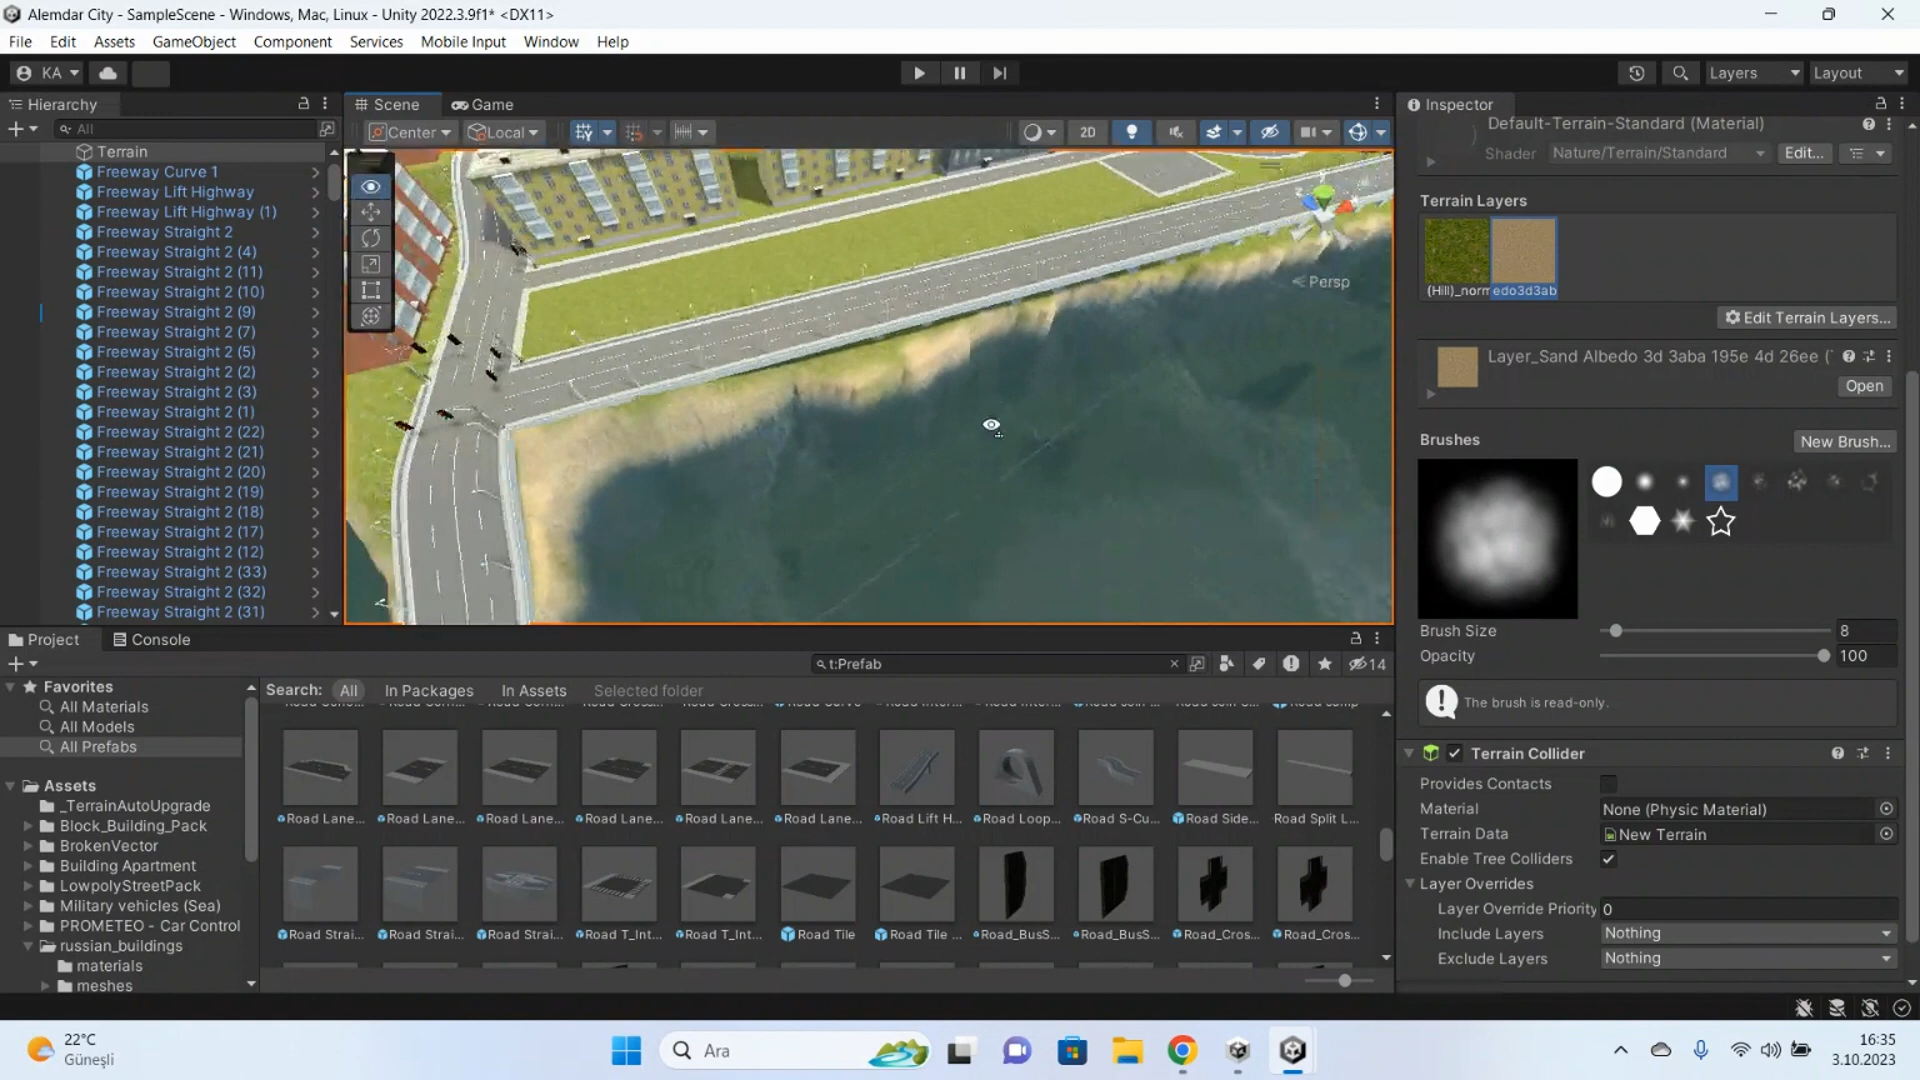 Alemdar City - SampleScene - Windows, Mac, Linux - Unity 2022.3.9f1* <DX11>
File Edit Assets GameObject Component Services Mobile Input Window Help
KA Layers Layout
Hierarchy
All
Terrain
Freeway Curve 1
Freeway Lift Highway
Freeway Lift Highway (1)
Freeway Straight 2
Freeway Straight 2 (4)
Freeway Straight 2 (11)
Freeway Straight 2 (10)
Freeway Straight 2 (9)
Freeway Straight 2 (7)
Freeway Straight 2 (5)
Freeway Straight 2 (2)
Freeway Straight 2 (3)
Freeway Straight 2 (1)
Freeway Straight 2 (22)
Freeway Straight 2 (21)
Freeway Straight 2 (20)
Freeway Straight 2 (19)
Freeway Straight 2 (18)
Freeway Straight 2 (17)
Freeway Straight 2 (12)
Freeway Straight 2 (33)
Freeway Straight 2 (32)
Freeway Straight 2 (31)
Scene Game
Center Local 2D
Persp
Inspector
Default-Terrain-Standard (Material)
Shader Nature/Terrain/Standard Edit...
Terrain Layers
(Hill)_norm edo3d3ab
Edit Terrain Layers...
Layer_Sand Albedo 3d 3aba 195e 4d 26ee (
Open
Brushes New Brush...
Brush Size 8
Opacity 100
The brush is read-only.
Terrain Collider
Provides Contacts
Material None (Physic Material)
Terrain Data New Terrain
Enable Tree Colliders
Layer Overrides
Layer Override Priority 0
Include Layers Nothing
Exclude Layers Nothing
Project Console
t:Prefab 14
Favorites
All Materials
All Models
All Prefabs
Assets
_TerrainAutoUpgrade
Block_Building_Pack
BrokenVector
Building Apartment
LowpolyStreetPack
Military vehicles (Sea)
PROMETEO - Car Control
russian_buildings
materials
meshes
Search: All In Packages In Assets Selected folder
Road Lane... Road Lane... Road Lane... Road Lane... Road Lane... Road Lane... Road Lift H... Road Loop... Road S-Cu... Road Side... Road Split L...
Road Strai... Road Strai... Road Strai... Road T_Int... Road T_Int... Road Tile Road Tile ... Road_BusS... Road_BusS... Road_Cros... Road_Cros...
22°C
Güneşli
Ara
16:35
3.10.2023